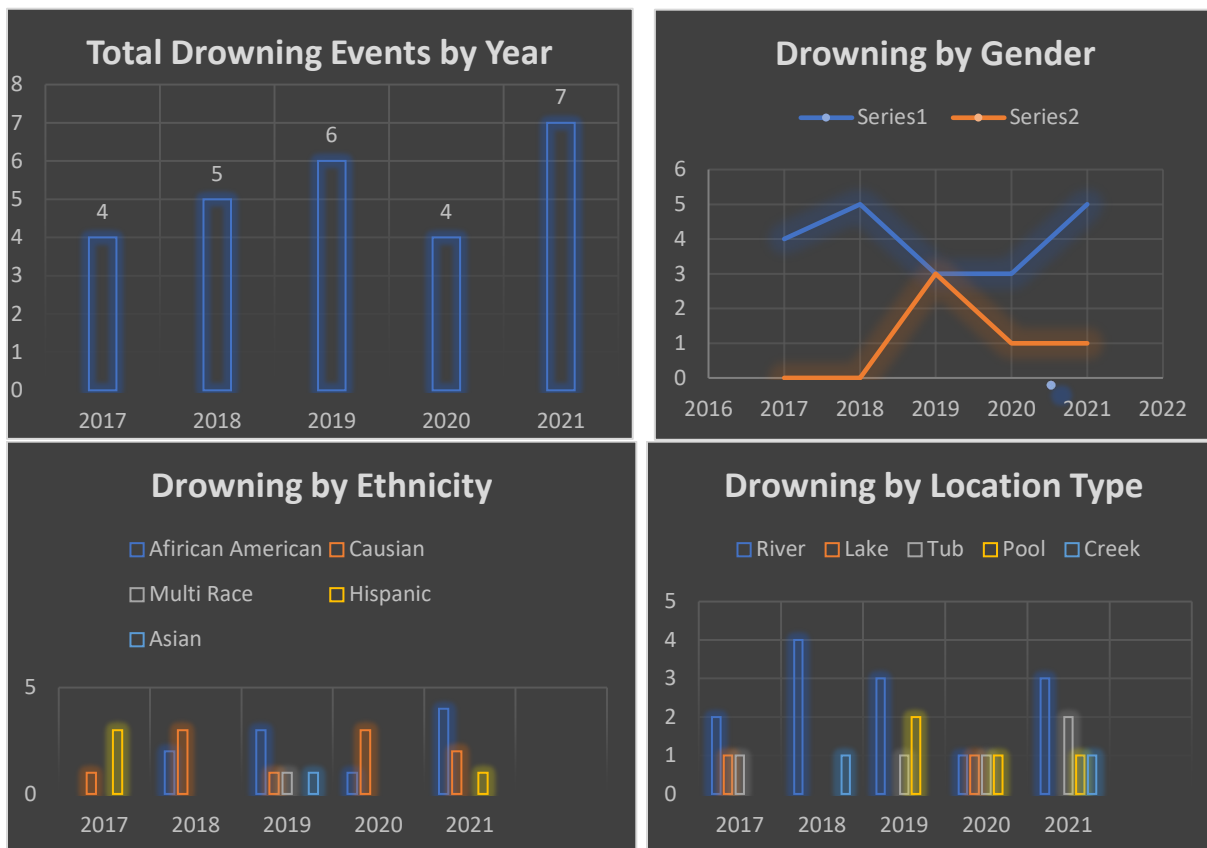 Total Drowning Events by Year
8
7
6
5
4
3
2
1
0
4
5
6
4
7
2017 2018 2019 2020 2021
Drowning by Gender
Series1 Series2
6
5
4
3
2
1
0
2016 2017 2018 2019 2020 2021 2022
Drowning by Ethnicity
Afirican American Causian
Multi Race Hispanic
Asian
5
0
2017 2018 2019 2020 2021
Drowning by Location Type
River Lake Tub Pool Creek
5
4
3
2
1
0
2017 2018 2019 2020 2021